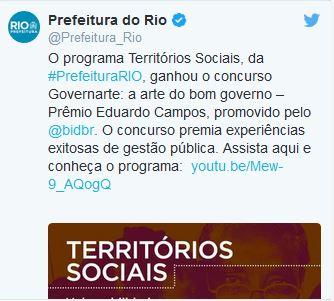 RIO
PREFEITURA
Prefeitura do Rio
@Prefeitura_Rio
O programa Territórios Sociais, da
#PrefeituraRIO, ganhou o concurso
Governarte: a arte do bom governo –
Prêmio Eduardo Campos, promovido pelo
@bidbr. O concurso premia experiências
exitosas de gestão pública. Assista aqui e
conheça o programa: youtu.be/Mew-
9_AQogQ
TERRITÓRIOS
SOCIAIS